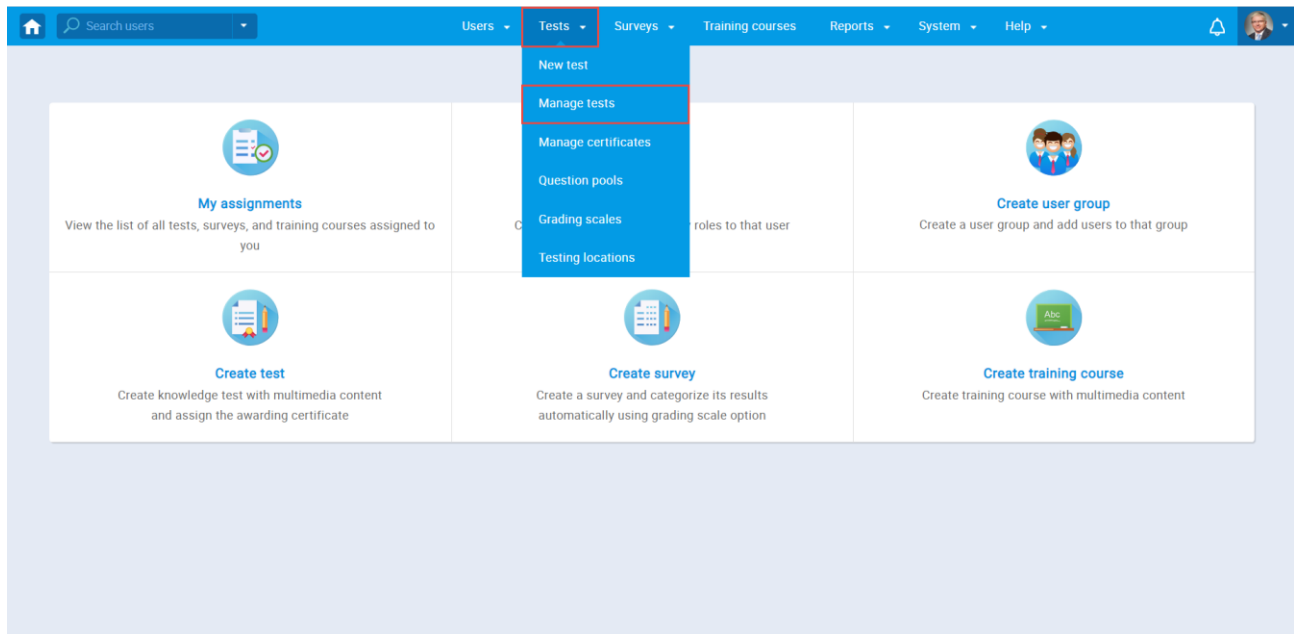 Search users
Users Tests Surveys Training courses Reports System Help
New test
Manage tests
Manage certificates
Question pools
Grading scales
Testing locations
My assignments
View the list of all tests, surveys, and training courses assigned to
you
C
roles to that user
Create user group
Create a user group and add users to that group
Create test
Create knowledge test with multimedia content
and assign the awarding certificate
Create survey
Create a survey and categorize its results
automatically using grading scale option
Abc
Create training course
Create training course with multimedia content